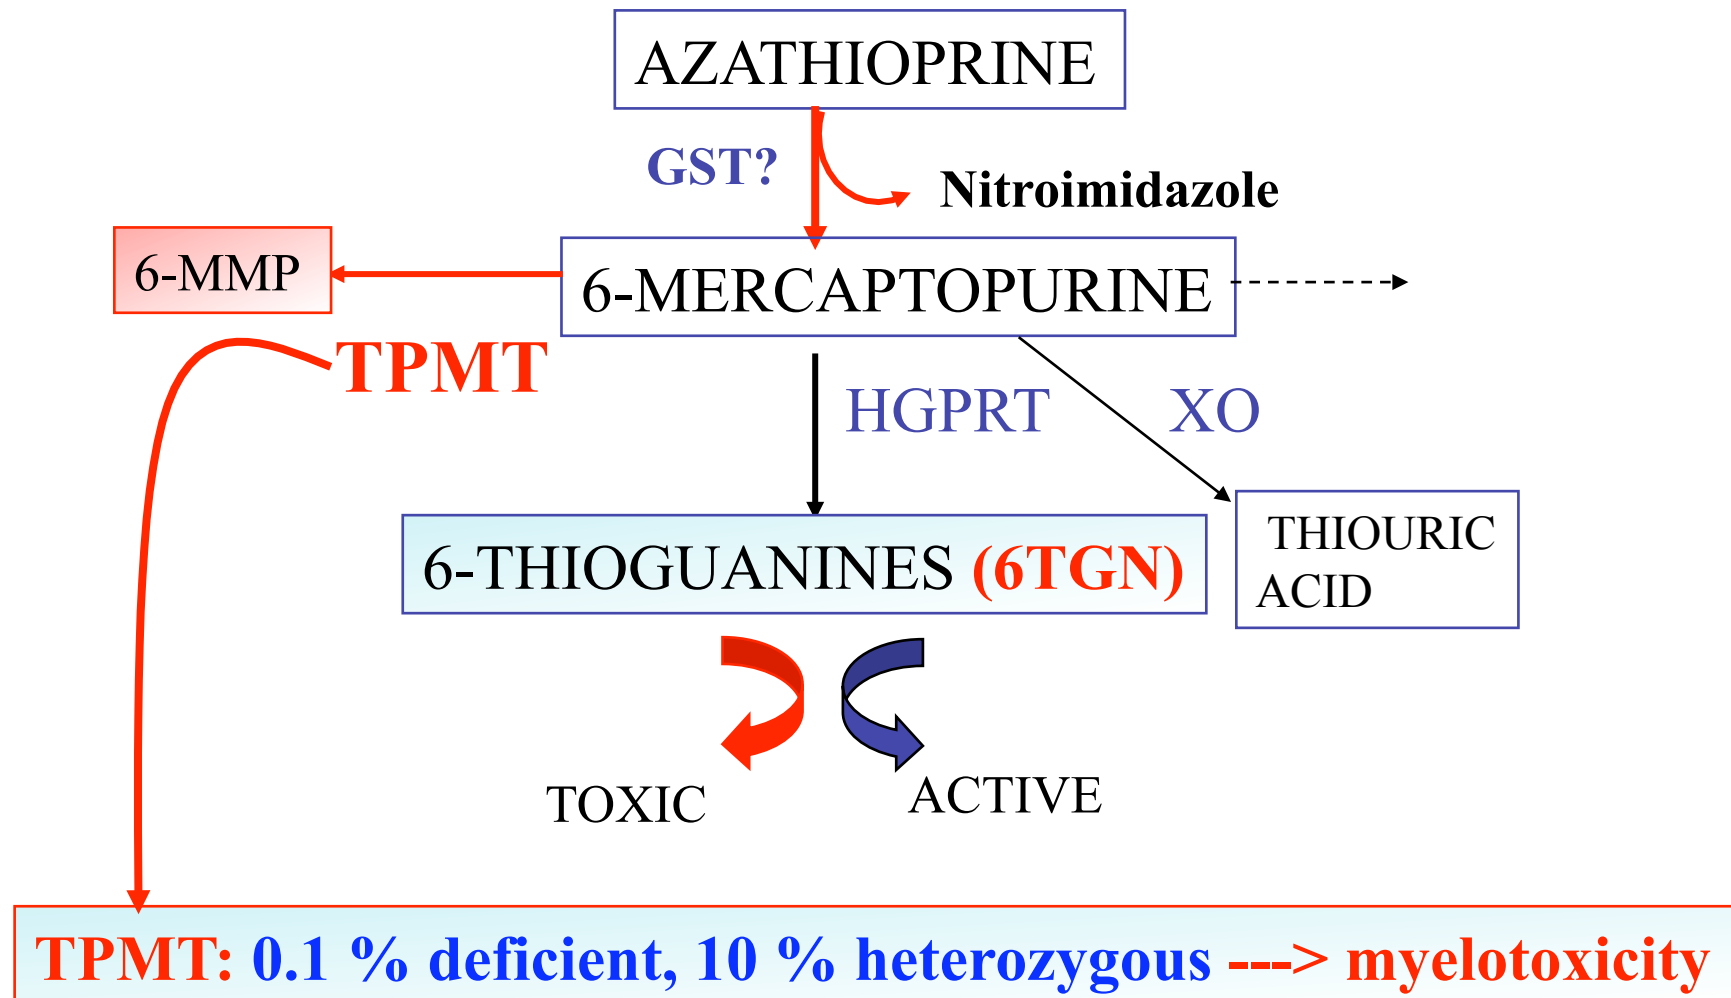 AZATHIOPRINE
GST?
Nitroimidazole
6-MMP
6-MERCAPTOPURINE
TPMT
HGPRT
XO
6-THIOGUANINES (6TGN)
THIOURIC
ACID
TOXIC
ACTIVE
TPMT: 0.1 % deficient, 10 % heterozygous ---> myelotoxicity